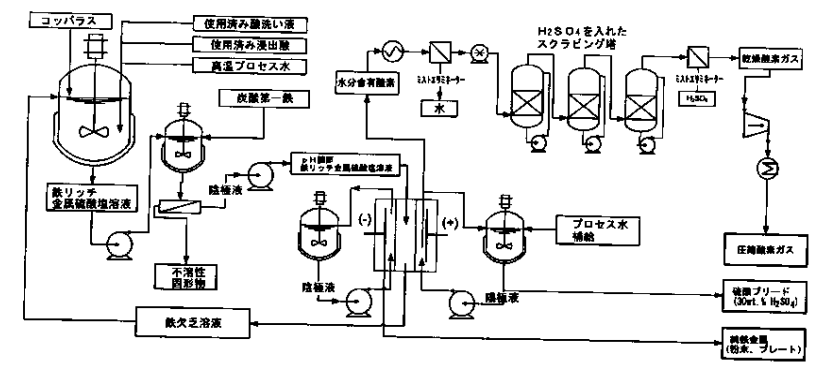 コッパラス
使用済み酸洗い液
使用済み浸出酸
高温プロセス水
炭酸第一鉄
鉄リッチ
金属硫酸塩溶液
陰極液
不溶性
固形物
鉄欠乏溶液
pH調節
鉄リッチ金属硫酸塩溶液
(-)
(+)
陰極液
陰極液
水分含有酸素
ミストエリミネーター
水
H₂SO₄を入れた
スクラビング塔
ミストエリミネーター
H₂SO₄
乾燥酸素ガス
M
圧縮酸素ガス
プロセス水
補給
硫酸ブリード
(30wt.% H₂SO₄)
純鉄金属
(粉末、プレート)